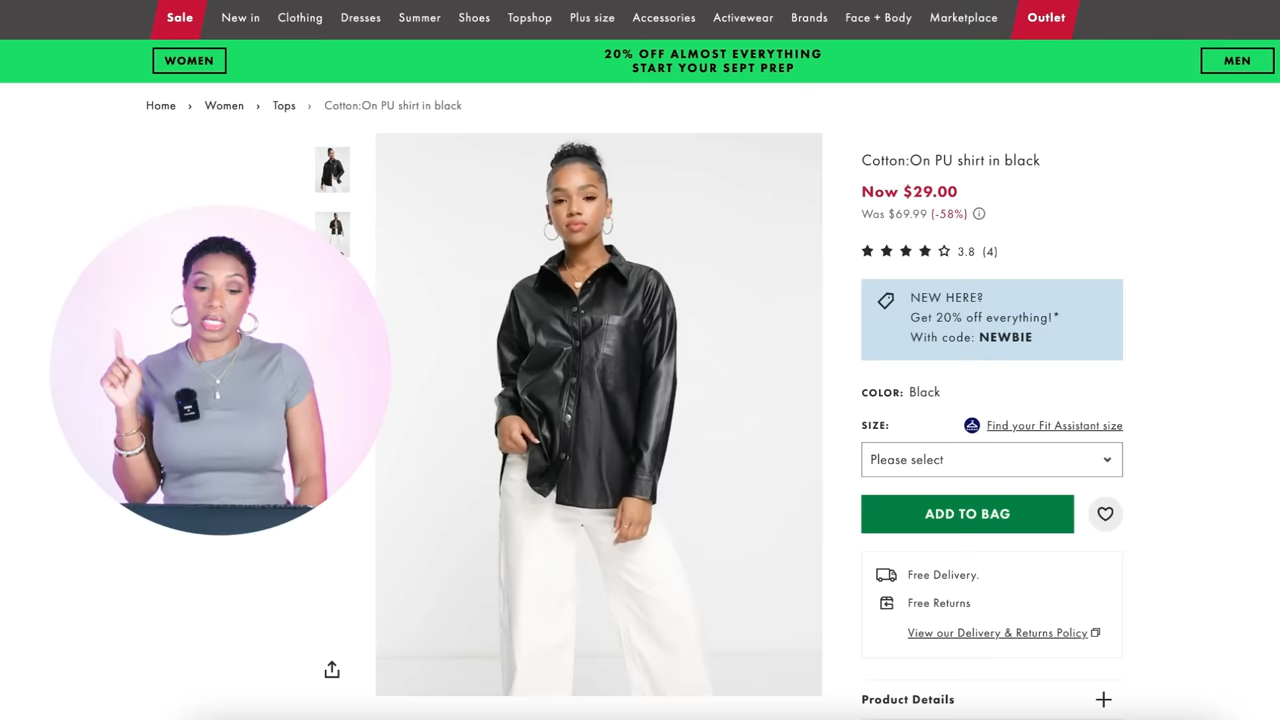 Sale New in Clothing Dresses Summer Shoes Topshop Plus size Accessories Activewear Brands Face + Body Marketplace Outlet
WOMEN
20% OFF ALMOST EVERYTHING
START YOUR SEPT PREP
MEN
Home › Women › Tops › Cotton:On PU shirt in black
Cotton:On PU shirt in black
Now $29.00
Was $69.99 (-58%)
3.8 (4)
NEW HERE?
Get 20% off everything!*
With code: NEWBIE
COLOR: Black
SIZE: Find your Fit Assistant size
Please select
ADD TO BAG
Free Delivery.
Free Returns
View our Delivery & Returns Policy
Product Details